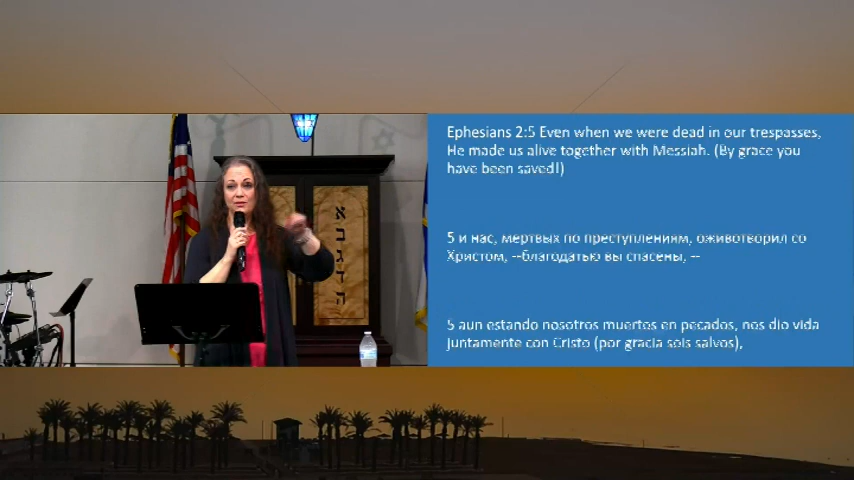 Ephesians 2:5 Even when we were dead in our trespasses,
He made us alive together with Messiah. (By grace you
have been saved!)
5 и нас, мертвых по преступлениям, оживотворил со
Христом, --благодатью вы спасены, --
5 aun estando nosotros muertos en pecados, nos dio vida
juntamente con Cristo (por gracia sois salvos),
א
ב
ג
ד
ה